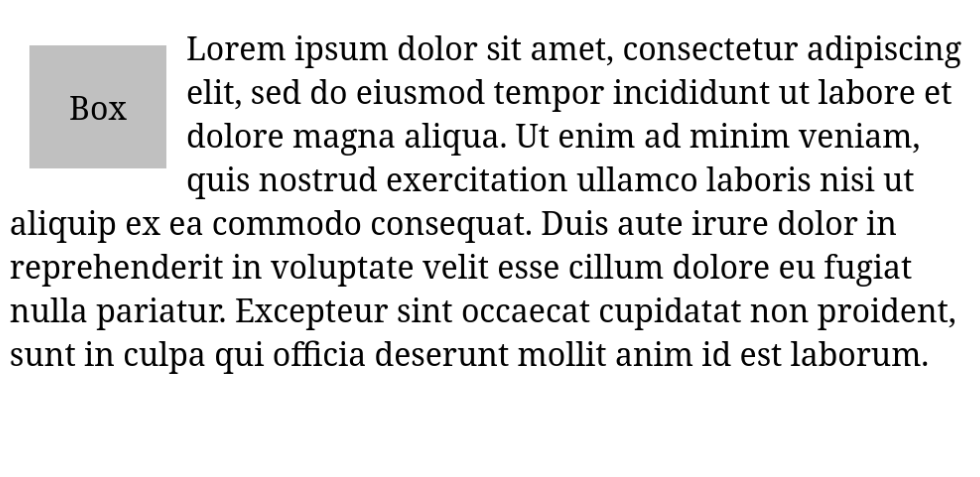 Box
Lorem ipsum dolor sit amet, consectetur adipiscing
elit, sed do eiusmod tempor incididunt ut labore et
dolore magna aliqua. Ut enim ad minim veniam,
quis nostrud exercitation ullamco laboris nisi ut
aliquip ex ea commodo consequat. Duis aute irure dolor in
reprehenderit in voluptate velit esse cillum dolore eu fugiat
nulla pariatur. Excepteur sint occaecat cupidatat non proident,
sunt in culpa qui officia deserunt mollit anim id est laborum.